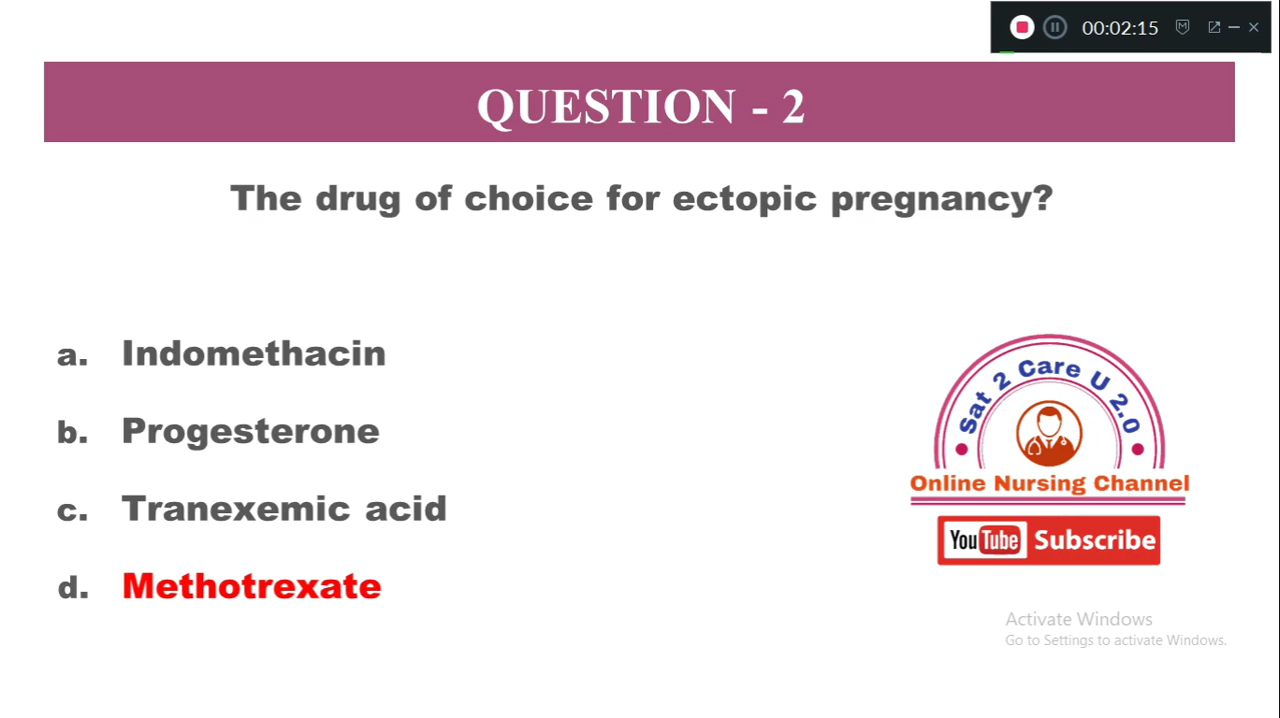 00:02:15
QUESTION - 2
The drug of choice for ectopic pregnancy?
a. Indomethacin
b. Progesterone
c. Tranexemic acid
d. Methotrexate
Sat 2 Care U 2.0
Online Nursing Channel
YouTube Subscribe
Activate Windows
Go to Settings to activate Windows.